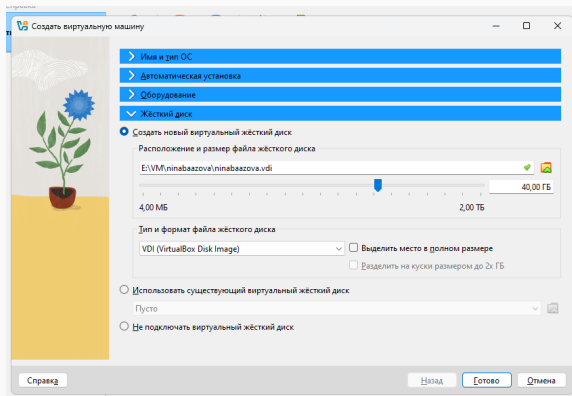 Создать виртуальную машину
Имя и тип ОС
Автоматическая установка
Оборудование
Жёсткий диск
Создать новый виртуальный жёсткий диск
Расположение и размер файла жёсткого диска
E:\VM\ninabaazova\ninabaazova.vdi
40,00 ГБ
4,00 МБ
2,00 ТБ
Тип и формат файла жёсткого диска
VDI (VirtualBox Disk Image)
Выделить место в полном размере
Разделить на куски размером до 2х ГБ
Использовать существующий виртуальный жёсткий диск
Пусто
Не подключать виртуальный жёсткий диск
Справка
Назад
Готово
Отмена